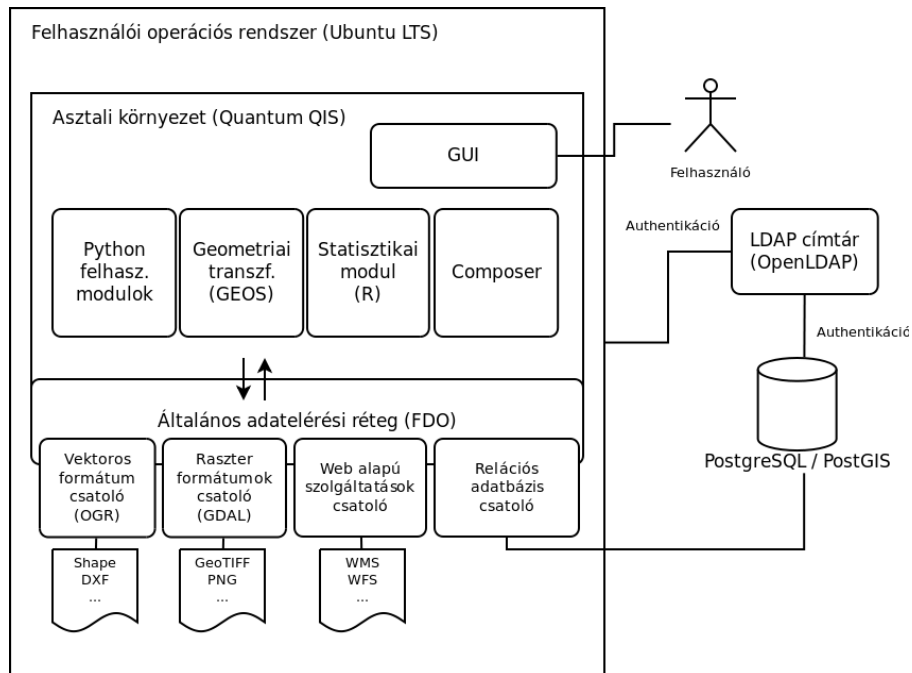 Felhasználói operációs rendszer (Ubuntu LTS)
Asztali környezet (Quantum QIS)
GUI
Felhasználó
Python
felhasz.
modulok
Geometriai
transzf.
(GEOS)
Statisztikai
modul
(R)
Composer
Authentikáció
LDAP címtár
(OpenLDAP)
Authentikáció
PostgreSQL / PostGIS
Általános adatelérési réteg (FDO)
Vektoros
formátum
csatoló
(OGR)
Raszter
formátumok
csatoló
(GDAL)
Web alapú
szolgáltatások
csatoló
Relációs
adatbázis
csatoló
Shape
DXF
...
GeoTIFF
PNG
...
WMS
WFS
...